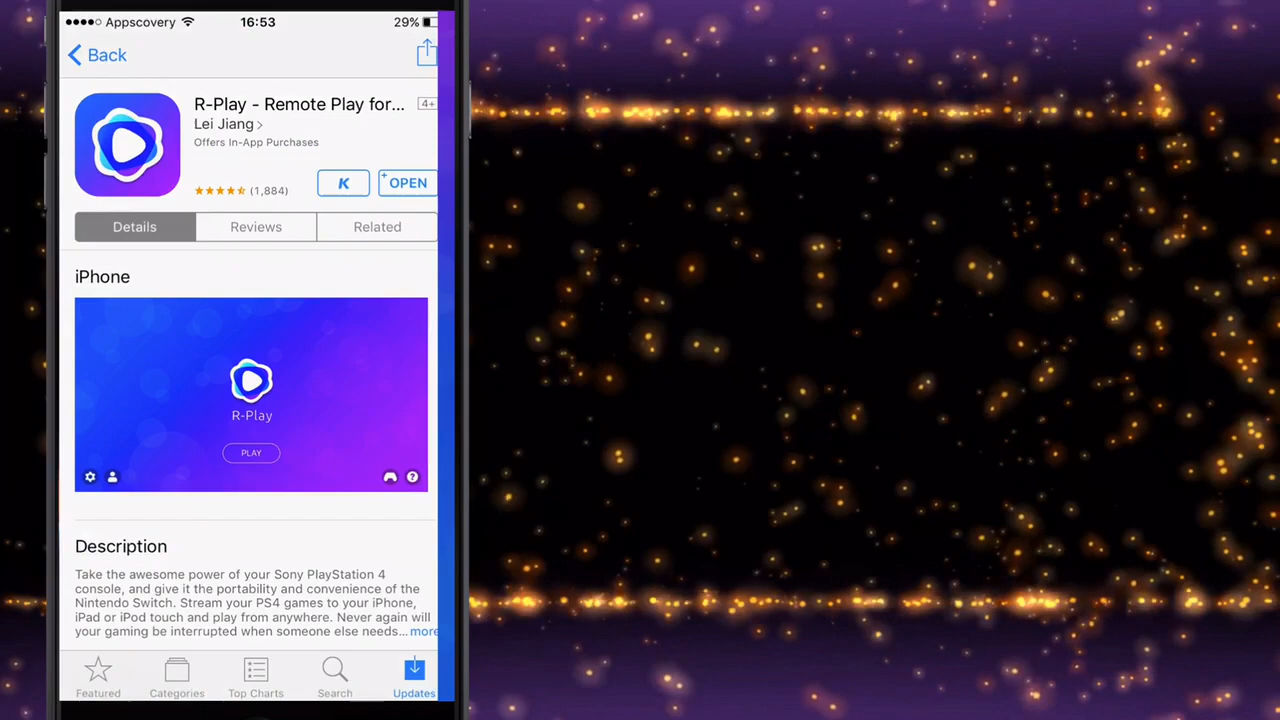 Appscovery 16:53 29%
Back
R-Play - Remote Play for... 4+
Lei Jiang
Offers In-App Purchases
(1,884) K +OPEN
Details Reviews Related
iPhone
R-Play
PLAY
Description
Take the awesome power of your Sony PlayStation 4
console, and give it the portability and convenience of the
Nintendo Switch. Stream your PS4 games to your iPhone,
iPad or iPod touch and play from anywhere. Never again will
your gaming be interrupted when someone else needs... more
Featured Categories Top Charts Search Updates